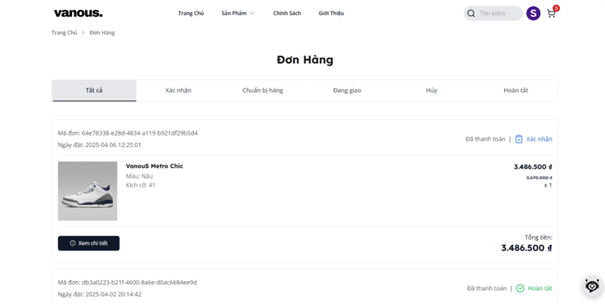 vanous.
Trang Chủ
Sản Phẩm
Chính Sách
Giới Thiệu
Tìm kiếm
S
Trang Chủ > Đơn Hàng
Đơn Hàng
Tất cả
Xác nhận
Chuẩn bị hàng
Đang giao
Hủy
Hoàn tất
Mã đơn: 64e78338-e28d-4834-a119-b921df29b5d4
Đã thanh toán | Xác nhận
Ngày đặt: 2025-04-06 12:25:01
VanouS Metro Chic
3.486.500 ₫
Màu: Nâu
Kích cỡ: 41
x 1
Tổng tiền:
Xem chi tiết
3.486.500 ₫
Mã đơn: db3a0223-b21f-4600-8a6e-d0ac6684ee9d
Đã thanh toán | Hoàn tất
Ngày đặt: 2025-04-02 20:14:42